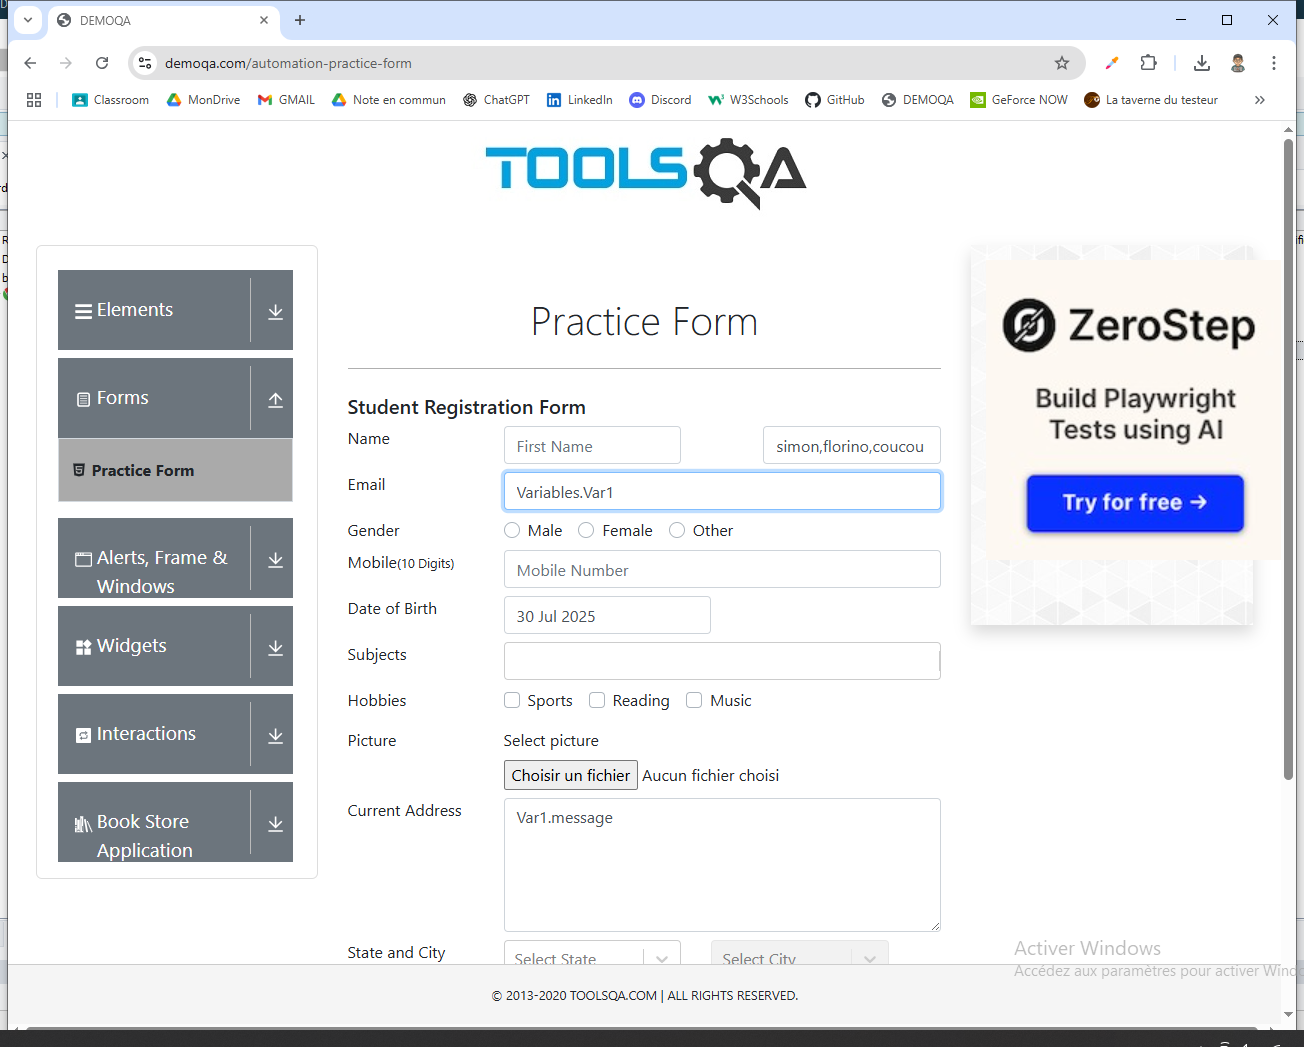 DEMOQA
demoqa.com/automation-practice-form
Classroom MonDrive GMAIL Note en commun ChatGPT LinkedIn Discord W3Schools GitHub DEMOQA GeForce NOW La taverne du testeur »
TOOLSQA
Elements
Forms
Practice Form
Alerts, Frame & Windows
Widgets
Interactions
Book Store Application
Practice Form
Student Registration Form
Name First Name simon,florino,coucou
Email Variables.Var1
Gender Male Female Other
Mobile(10 Digits) Mobile Number
Date of Birth 30 Jul 2025
Subjects
Hobbies Sports Reading Music
Picture Select picture
Choisir un fichier Aucun fichier choisi
Current Address Var1.message
State and City Select State Select City
ZeroStep
Build Playwright
Tests using AI
Try for free →
Activer Windows
Accédez aux paramètres pour activer Wind
© 2013-2020 TOOLSQA.COM | ALL RIGHTS RESERVED.